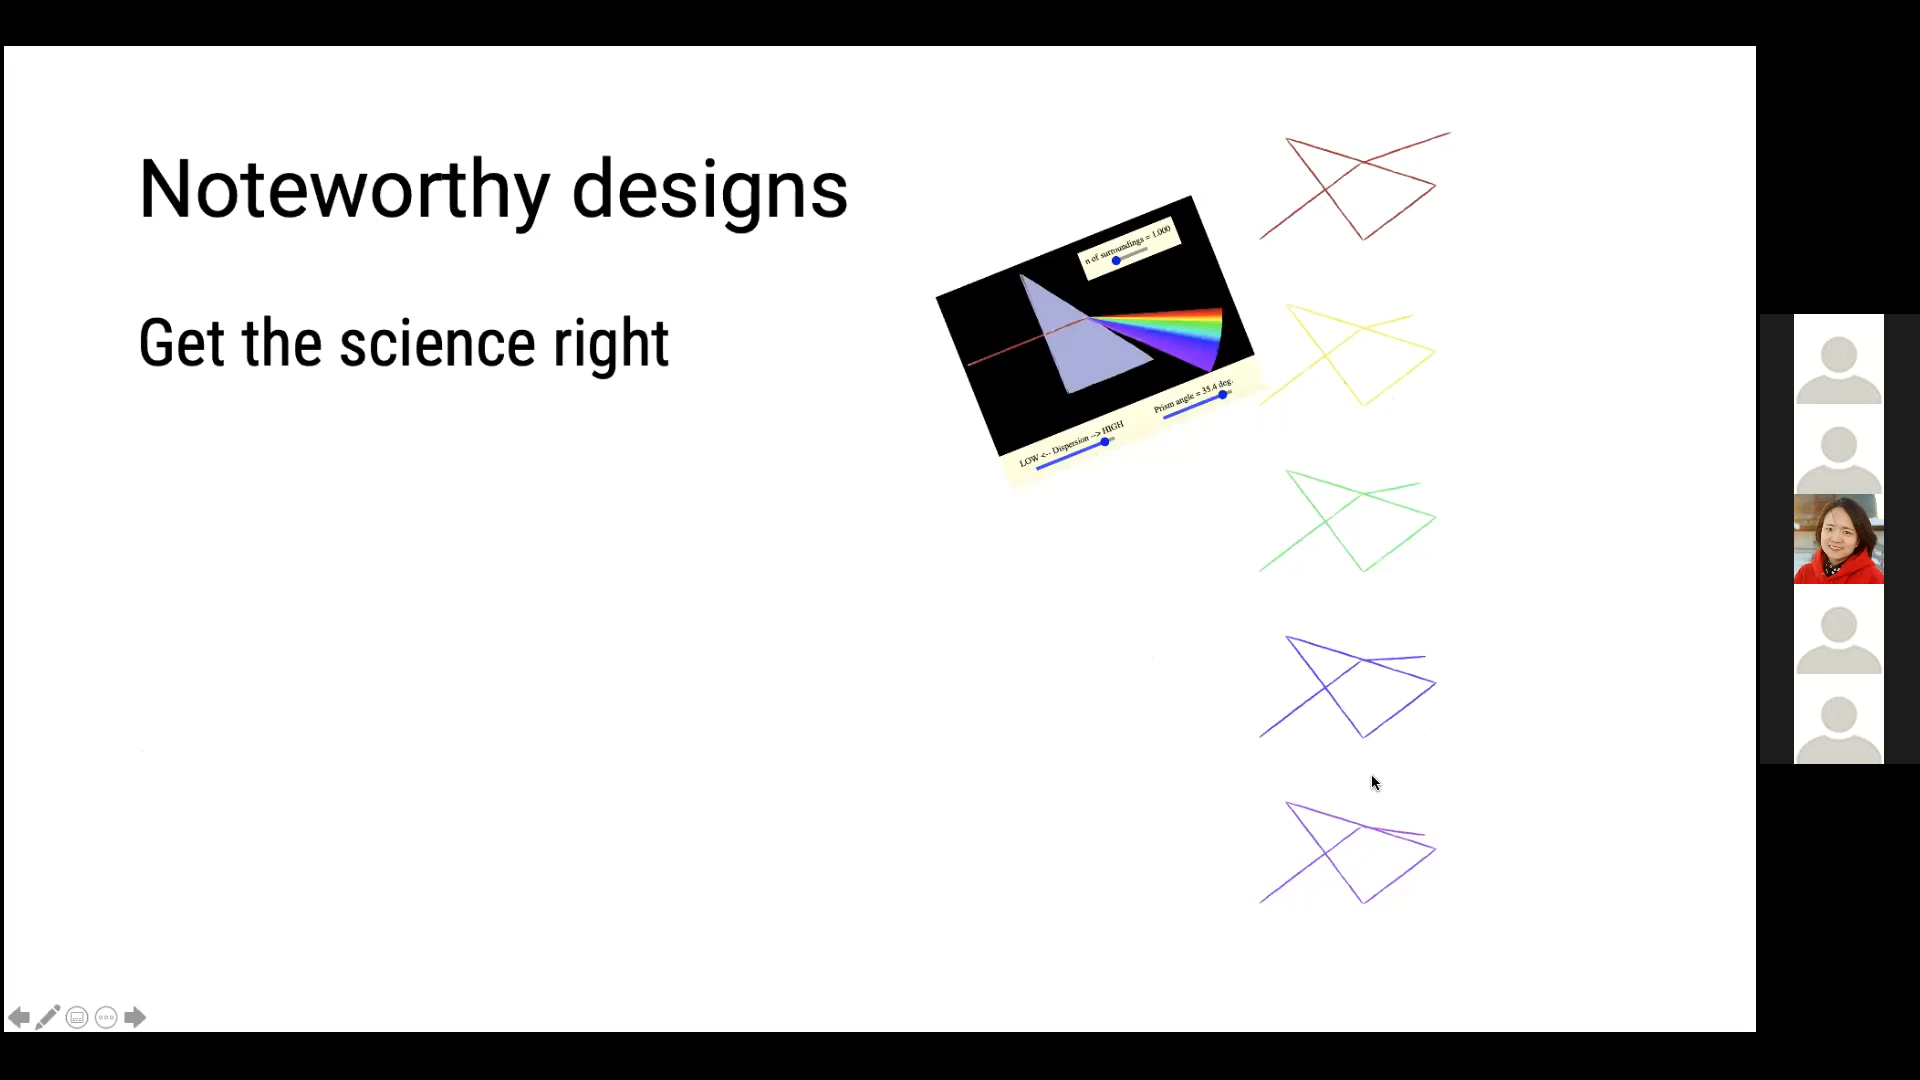 Noteworthy designs
Get the science right
n of surroundings = 1.000
Prism angle = 35.4 deg.
LOW <-- Dispersion --> HIGH